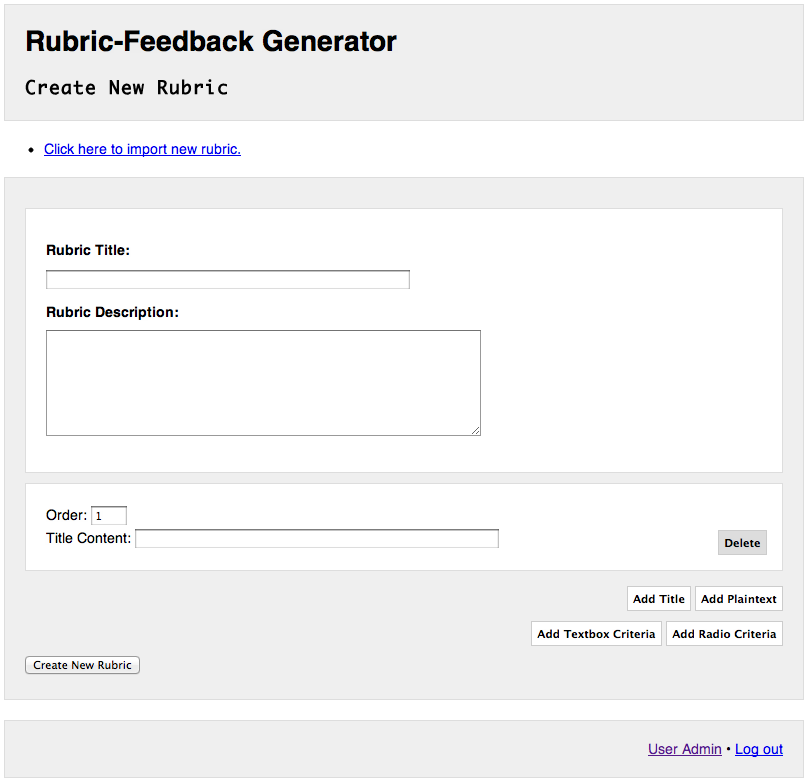 Rubric-Feedback Generator
Create New Rubric
• Click here to import new rubric.
Rubric Title:
Rubric Description:
Order: 1
Title Content:
Delete
Add Title Add Plaintext
Add Textbox Criteria Add Radio Criteria
Create New Rubric
User Admin • Log out